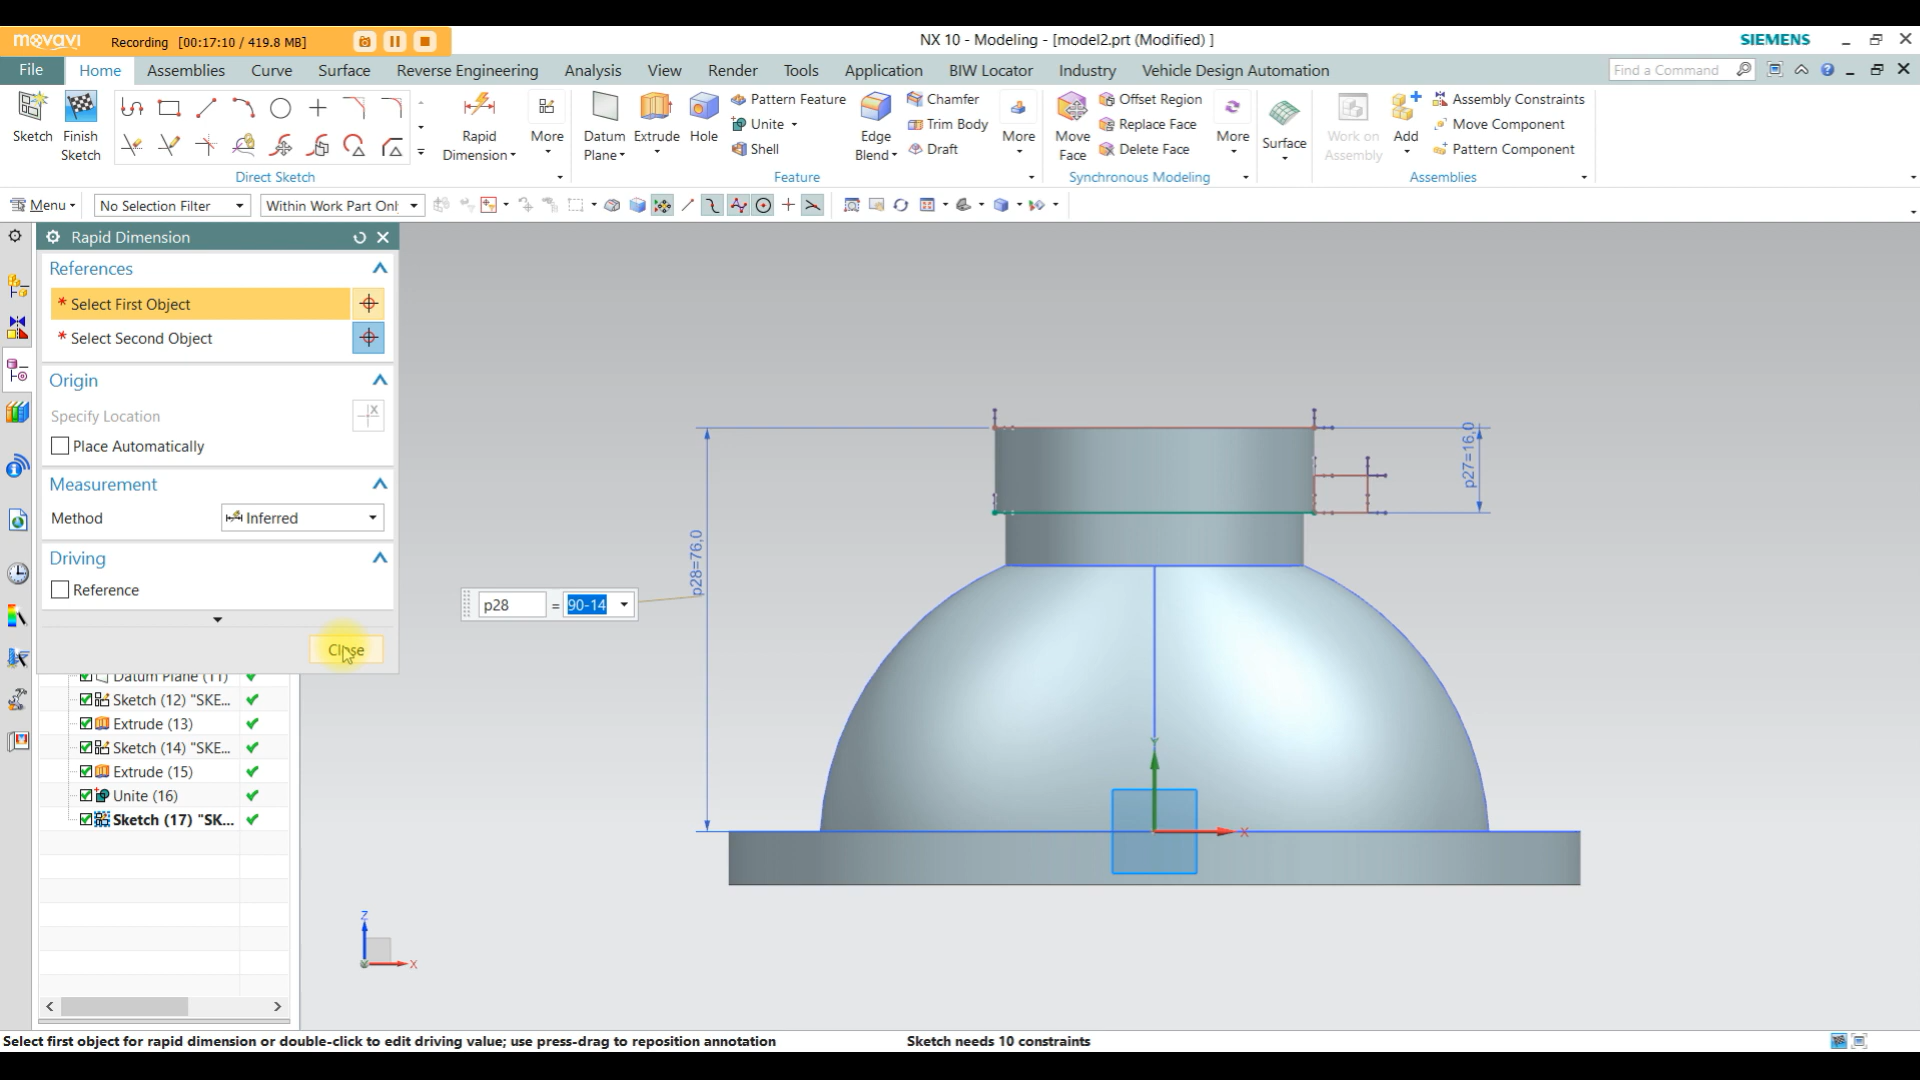 movavi Recording [00:17:10 / 419.8 MB] NX 10 - Modeling - [model2.prt (Modified) ] SIEMENS
File Home Assemblies Curve Surface Reverse Engineering Analysis View Render Tools Application BIW Locator Industry Vehicle Design Automation Find a Command
Sketch
Finish Sketch
Direct Sketch
Rapid Dimension
More
Datum Plane
Extrude
Hole
Pattern Feature
Unite
Shell
Edge Blend
Chamfer
Trim Body
Draft
More
Feature
Move Face
Offset Region
Replace Face
Delete Face
More
Synchronous Modeling
Surface
Work on Assembly
Add
Assembly Constraints
Move Component
Pattern Component
Assemblies
Menu No Selection Filter Within Work Part Onl
Rapid Dimension
References
* Select First Object
* Select Second Object
Origin
Specify Location
Place Automatically
Measurement
Method Inferred
Driving
Reference
Close
Datum Plane (11)
Sketch (12) "SKE...
Extrude (13)
Sketch (14) "SKE...
Extrude (15)
Unite (16)
Sketch (17) "SK...
p28 = 90-14
p28=76,0
p27=16,0
Y
X
Z
X
Select first object for rapid dimension or double-click to edit driving value; use press-drag to reposition annotation Sketch needs 10 constraints